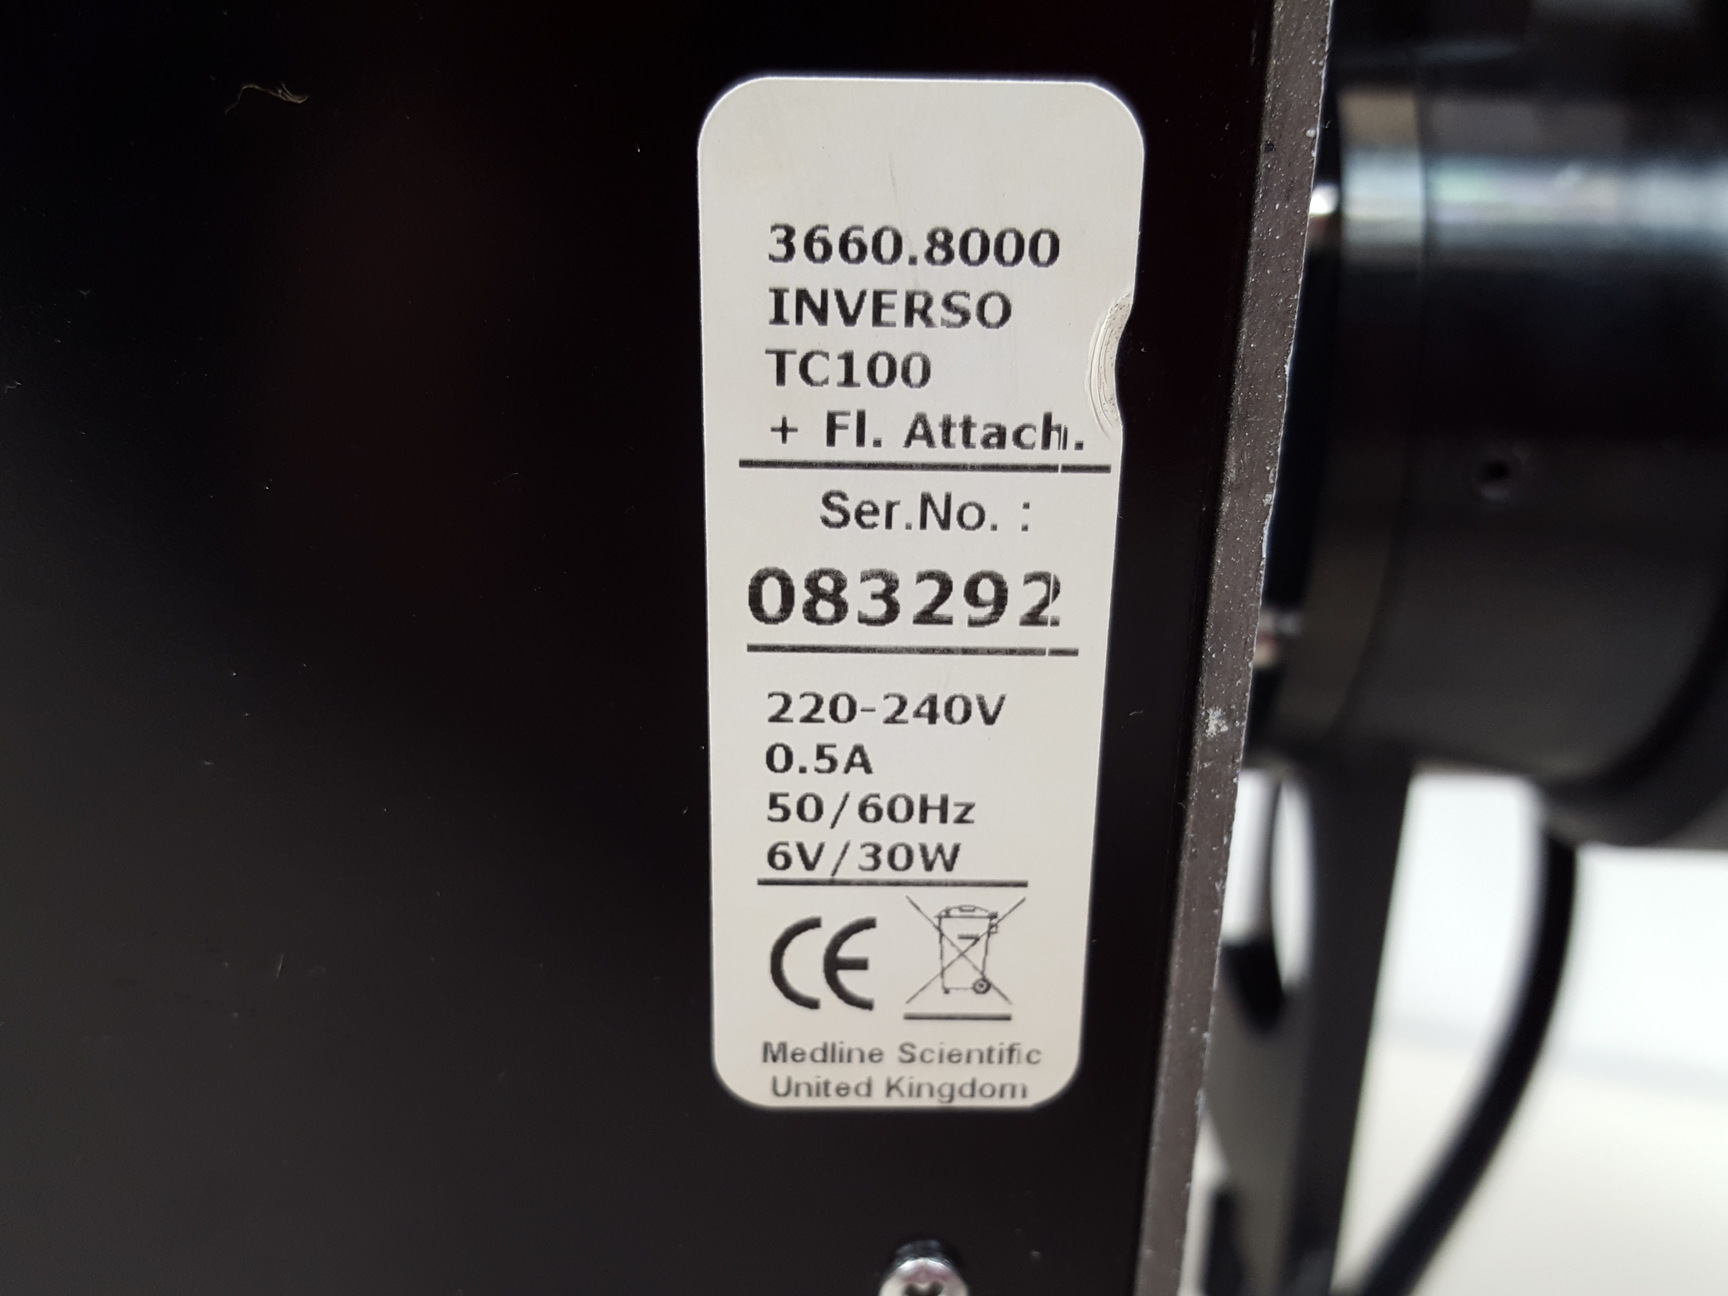 3660.8000
INVERSO
TC100
+ Fl. Attach.
Ser.No. :
083292
220-240V
0.5A
50/60Hz
6V/30W
CE
Medline Scientific
United Kingdom